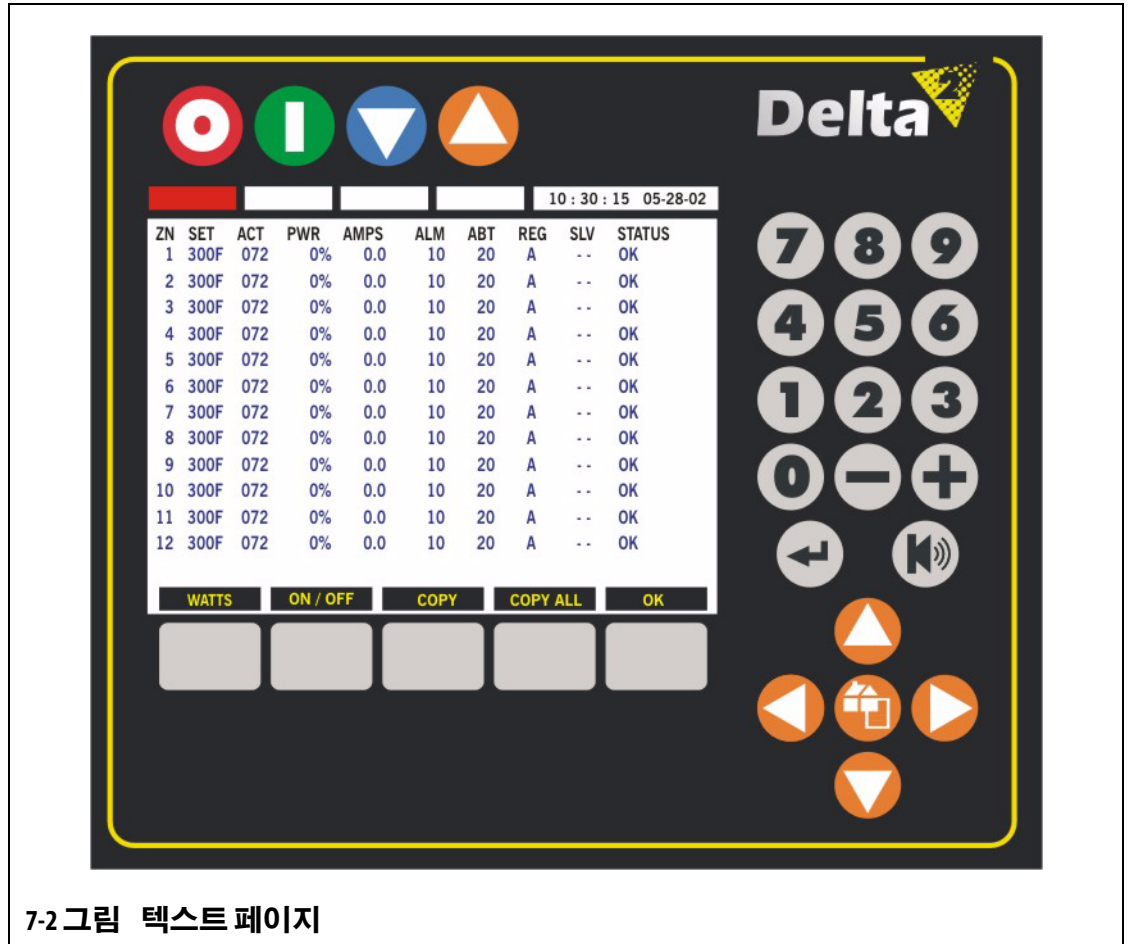 Delta 2
10 : 30 : 15 05-28-02
ZN SET ACT PWR AMPS ALM ABT REG SLV STATUS
1 300F 072 0% 0.0 10 20 A - - OK
2 300F 072 0% 0.0 10 20 A - - OK
3 300F 072 0% 0.0 10 20 A - - OK
4 300F 072 0% 0.0 10 20 A - - OK
5 300F 072 0% 0.0 10 20 A - - OK
6 300F 072 0% 0.0 10 20 A - - OK
7 300F 072 0% 0.0 10 20 A - - OK
8 300F 072 0% 0.0 10 20 A - - OK
9 300F 072 0% 0.0 10 20 A - - OK
10 300F 072 0% 0.0 10 20 A - - OK
11 300F 072 0% 0.0 10 20 A - - OK
12 300F 072 0% 0.0 10 20 A - - OK
WATTS ON / OFF COPY COPY ALL OK
7 8 9
4 5 6
1 2 3
0 - +
7-2 그림 텍스트 페이지